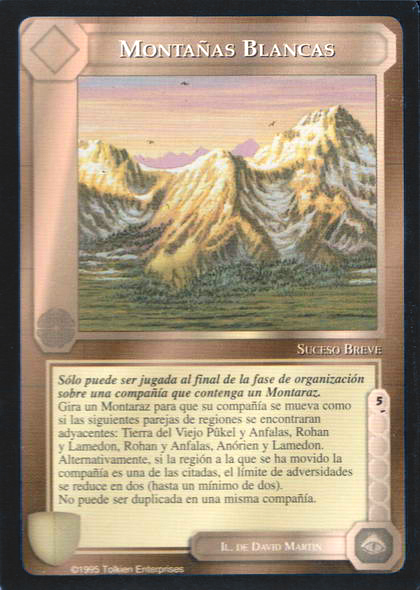 MONTAÑAS BLANCAS
SUCESO BREVE
Sólo puede ser jugada al final de la fase de organización
sobre una compañía que contenga un Montaraz.
Gira un Montaraz para que su compañía se mueva como
si las siguientes parejas de regiones se encontraran
adyacentes: Tierra del Viejo Pûkel y Anfalas, Rohan
y Lamedon, Rohan y Anfalas, Anórien y Lamedon.
Alternativamente, si la región a la que se ha movido la
compañía es una de las citadas, el límite de adversidades
se reduce en dos (hasta un mínimo de dos).
No puede ser duplicada en una misma compañía.
5
IL. DE DAVID MARTIN
©1995 Tolkien Enterprises